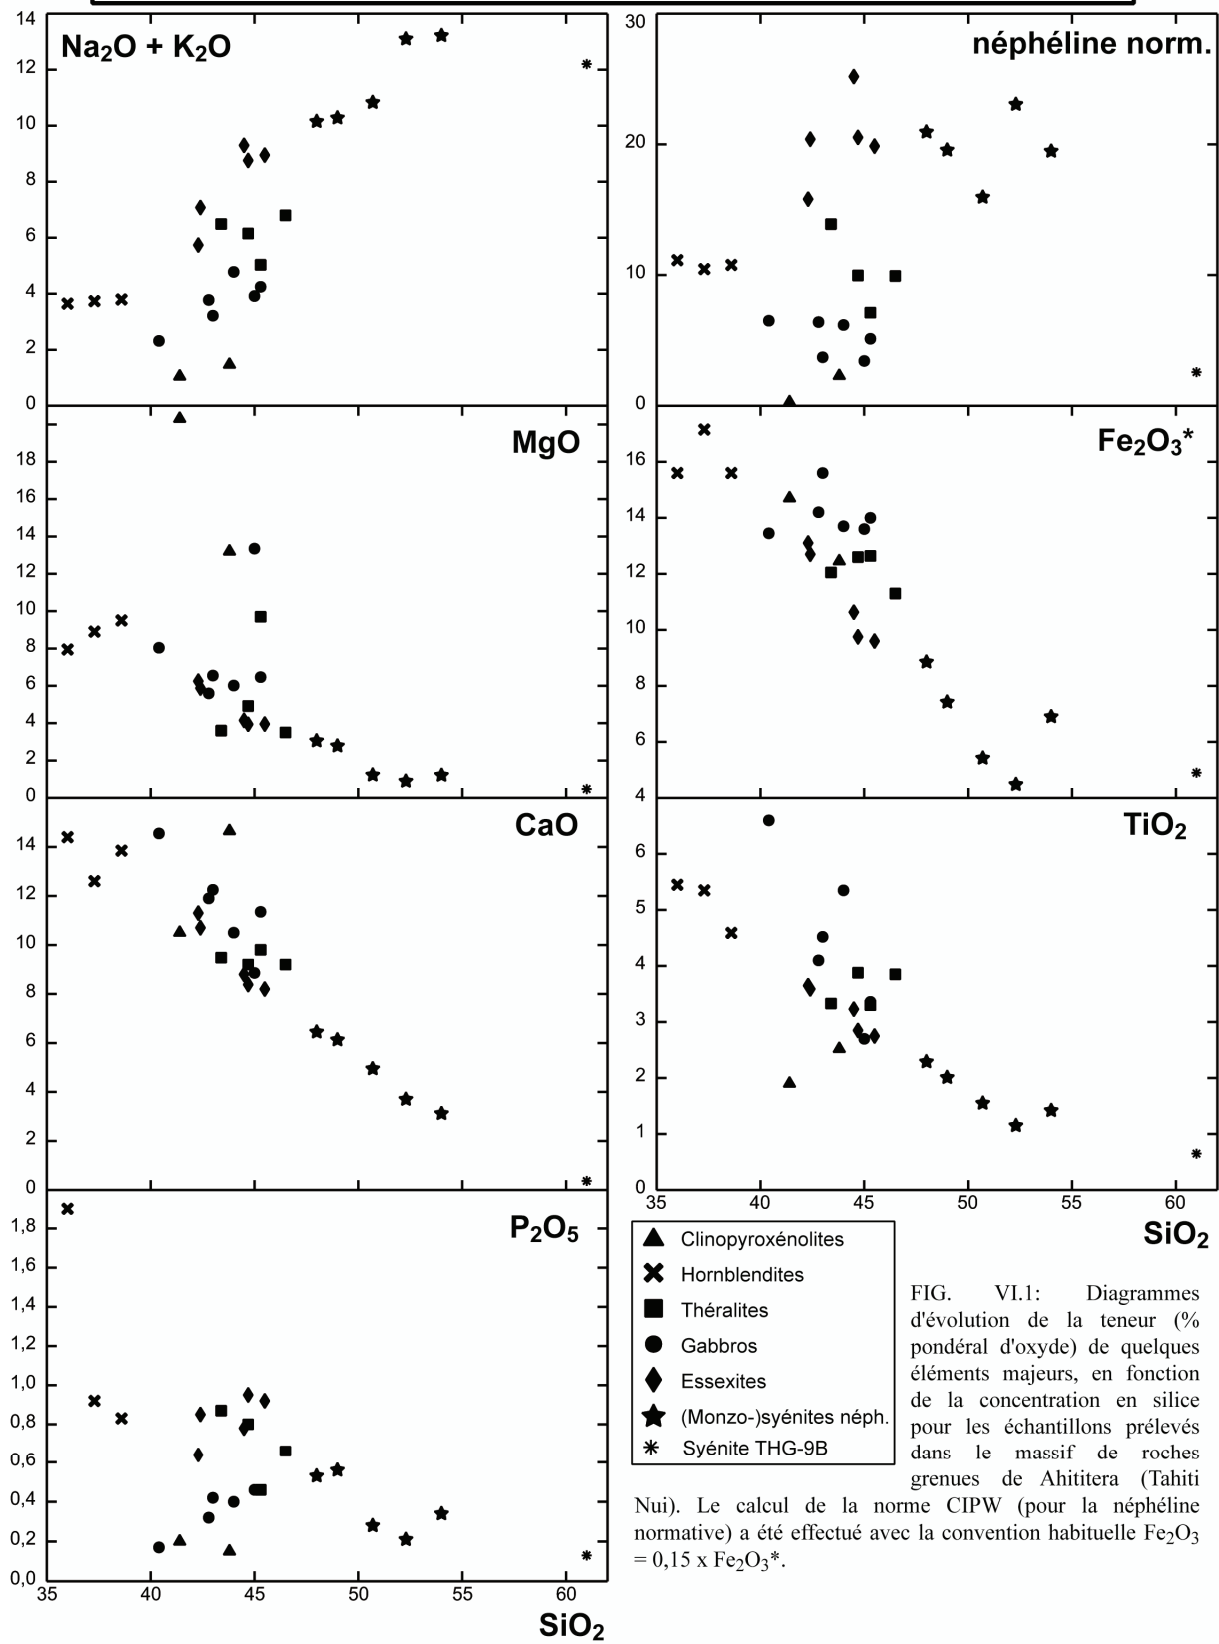 14
12
10
8
6
4
2
0
Na2O + K2O
30
20
10
0
néphéline norm.
18
16
14
12
10
8
6
4
2
0
MgO
16
14
12
10
8
6
4
Fe2O3*
14
12
10
8
6
4
2
0
CaO
6
5
4
3
2
1
0
TiO2
35 40 45 50 55 60
SiO2
1,8
1,6
1,4
1,2
1,0
0,8
0,6
0,4
0,2
0,0
P2O5
35 40 45 50 55 60
SiO2
Clinopyroxénolites
Hornblendites
Théralites
Gabbros
Essexites
(Monzo-)syénites néph.
Syénite THG-9B
FIG. VI.1: Diagrammes
d'évolution de la teneur (%
pondéral d'oxyde) de quelques
éléments majeurs, en fonction
de la concentration en silice
pour les échantillons prélevés
dans le massif de roches
grenues de Ahititera (Tahiti
Nui). Le calcul de la norme CIPW (pour la néphéline
normative) a été effectué avec la convention habituelle Fe2O3
= 0,15 x Fe2O3*.